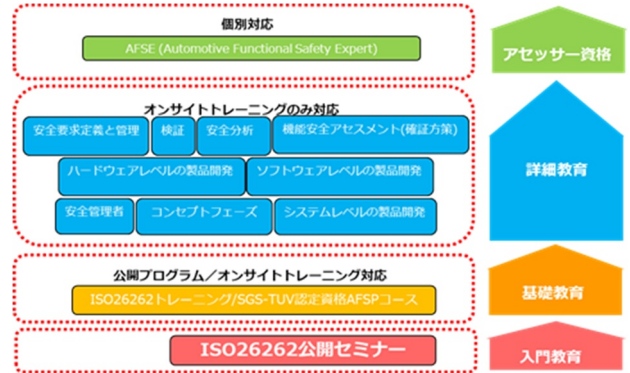 個別対応
AFSE (Automotive Functional Safety Expert)
アセッサー資格
オンサイトトレーニングのみ対応
安全要求定義と管理
検証
安全分析
機能安全アセスメント(確証方策)
ハードウェアレベルの製品開発
ソフトウェアレベルの製品開発
安全管理者
コンセプトフェーズ
システムレベルの製品開発
詳細教育
公開プログラム／オンサイトトレーニング対応
ISO26262トレーニング/SGS-TUV認定資格AFSPコース
基礎教育
ISO26262公開セミナー
入門教育